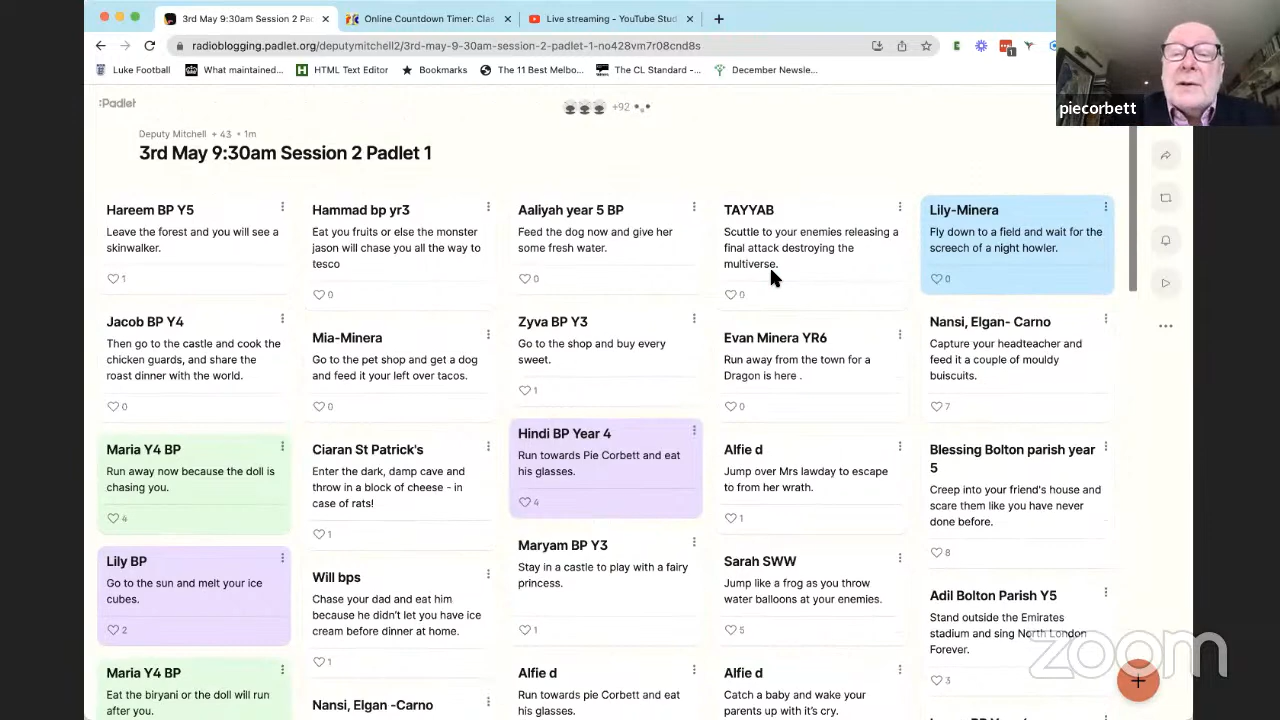 3rd May 9:30am Session 2 Pa
Online Countdown Timer: Clas
Live streaming - YouTube Stud
radioblogging.padlet.org/deputymitchell2/3rd-may-9-30am-session-2-padlet-1-no428vm7r08cnd8s
Luke Football
What maintained...
HTML Text Editor
Bookmarks
The 11 Best Melbo...
The CL Standard -...
December Newsle...
piecorbett
:Padlet
+92
Deputy Mitchell + 43 • 1m
3rd May 9:30am Session 2 Padlet 1
Hareem BP Y5
Leave the forest and you will see a
skinwalker.
1
Jacob BP Y4
Then go to the castle and cook the
chicken guards, and share the
roast dinner with the world.
0
Maria Y4 BP
Run away now because the doll is
chasing you.
4
Lily BP
Go to the sun and melt your ice
cubes.
2
Maria Y4 BP
Eat the biryani or the doll will run
after you.
Hammad bp yr3
Eat you fruits or else the monster
jason will chase you all the way to
tesco
0
Mia-Minera
Go to the pet shop and get a dog
and feed it your left over tacos.
0
Ciaran St Patrick's
Enter the dark, damp cave and
throw in a block of cheese - in
case of rats!
1
Will bps
Chase your dad and eat him
because he didn't let you have ice
cream before dinner at home.
1
Nansi, Elgan -Carno
Aaliyah year 5 BP
Feed the dog now and give her
some fresh water.
0
Zyva BP Y3
Go to the shop and buy every
sweet.
1
Hindi BP Year 4
Run towards Pie Corbett and eat
his glasses.
4
Maryam BP Y3
Stay in a castle to play with a fairy
princess.
1
Alfie d
Run towards pie Corbett and eat
his glasses.
TAYYAB
Scuttle to your enemies releasing a
final attack destroying the
multiverse.
0
Evan Minera YR6
Run away from the town for a
Dragon is here .
0
Alfie d
Jump over Mrs lawday to escape
to from her wrath.
1
Sarah SWW
Jump like a frog as you throw
water balloons at your enemies.
5
Alfie d
Catch a baby and wake your
parents up with it's cry.
Lily-Minera
Fly down to a field and wait for the
screech of a night howler.
0
Nansi, Elgan- Carno
Capture your headteacher and
feed it a couple of mouldy
buiscuits.
7
Blessing Bolton parish year
5
Creep into your friend's house and
scare them like you have never
done before.
8
Adil Bolton Parish Y5
Stand outside the Emirates
stadium and sing North London
Forever.
3
zoom